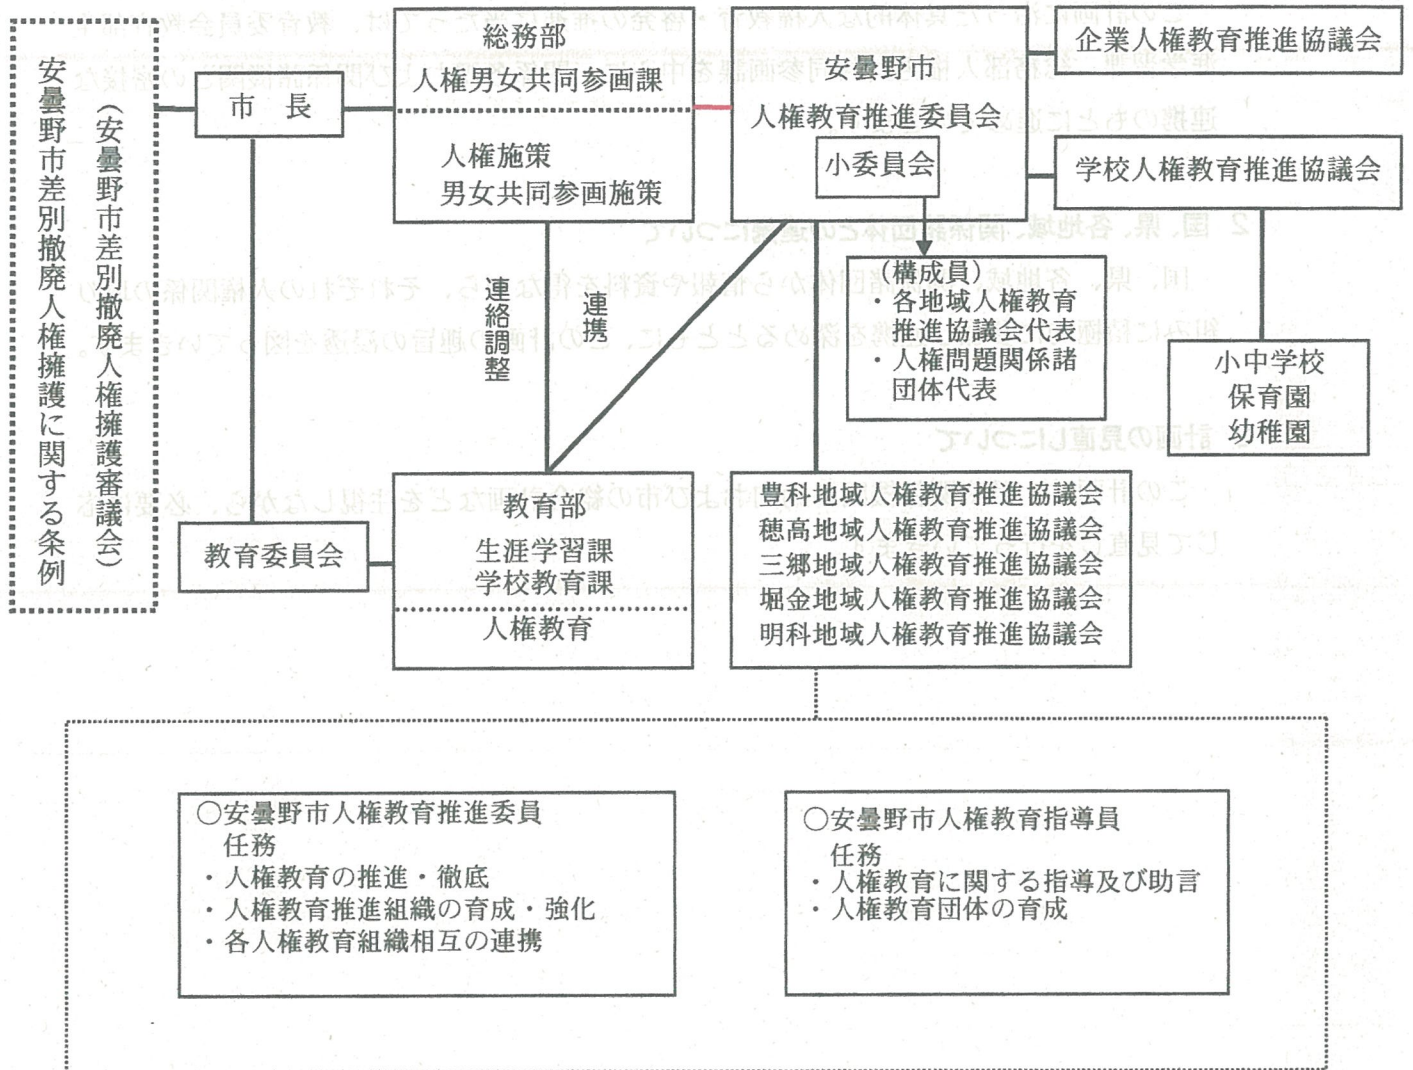 安曇野市差別撤廃人権擁護に関する条例
（安曇野市差別撤廃人権擁護審議会）
市　長
教育委員会
総務部
人権男女共同参画課
人権施策
男女共同参画施策
連絡調整
連携
教育部
生涯学習課
学校教育課
人権教育
安曇野市
人権教育推進委員会
小委員会
（構成員）
・各地域人権教育
推進協議会代表
・人権問題関係諸
団体代表
企業人権教育推進協議会
学校人権教育推進協議会
小中学校
保育園
幼稚園
豊科地域人権教育推進協議会
穂高地域人権教育推進協議会
三郷地域人権教育推進協議会
堀金地域人権教育推進協議会
明科地域人権教育推進協議会
○安曇野市人権教育推進委員
任務
・人権教育の推進・徹底
・人権教育推進組織の育成・強化
・各人権教育組織相互の連携
○安曇野市人権教育指導員
任務
・人権教育に関する指導及び助言
・人権教育団体の育成